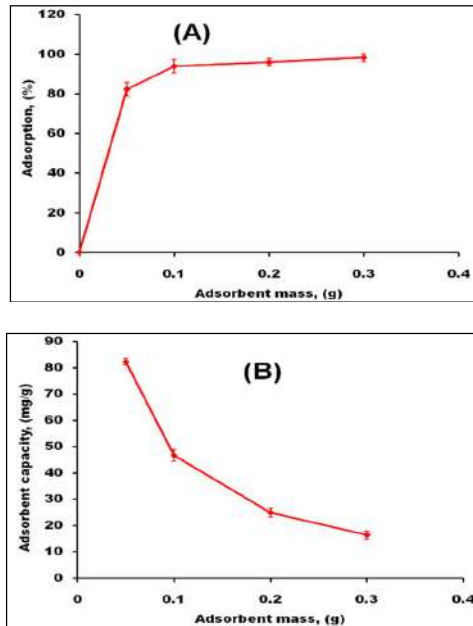 (A)
Adsorption, (%)
120
100
80
60
40
20
0
0 0.1 0.2 0.3 0.4
Adsorbent mass, (g)
(B)
Adsorbent capacity, (mg/g)
90
80
70
60
50
40
30
20
10
0
0 0.1 0.2 0.3 0.4
Adsorbent mass, (g)